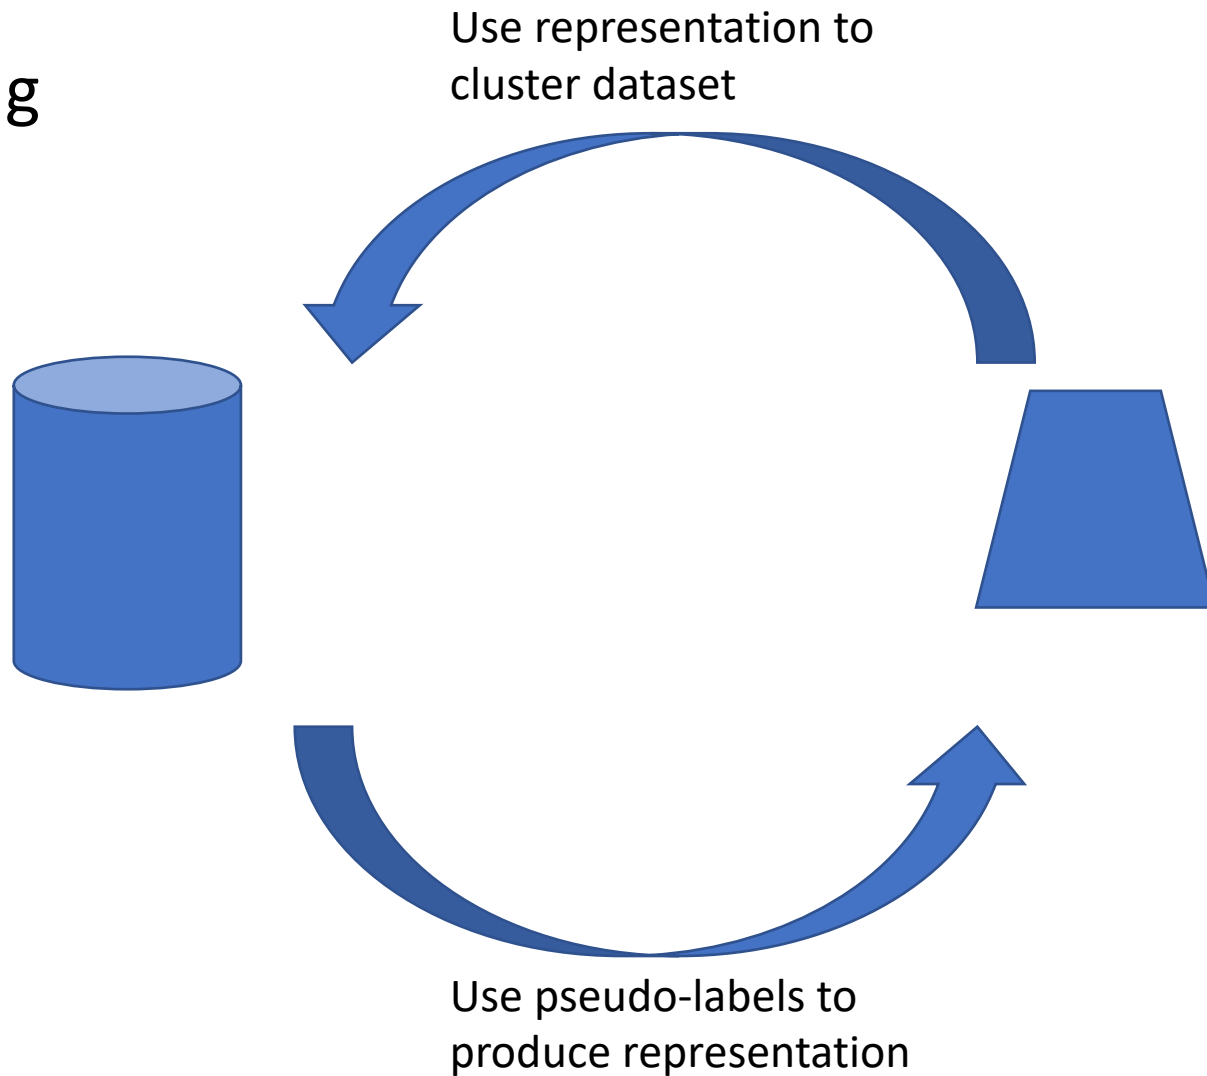 Use representation to
cluster dataset
g
Use pseudo-labels to
produce representation